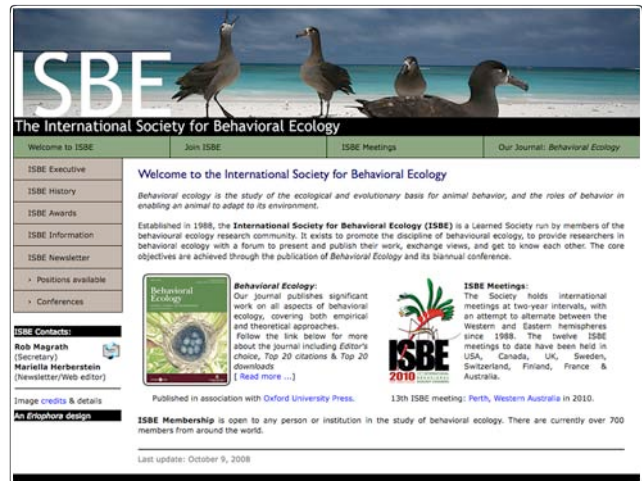 ISBE
The International Society for Behavioral Ecology
Welcome to ISBE
Join ISBE
ISBE Meetings
Our Journal: Behavioral Ecology
ISBE Executive
ISBE History
ISBE Awards
ISBE Information
ISBE Newsletter
› Positions available
› Conferences
ISBE Contacts:
Rob Magrath
(Secretary)
Mariella Herberstein
(Newsletter/Web editor)
Image credits & details
An Eriophora design
Welcome to the International Society for Behavioral Ecology
Behavioral ecology is the study of the ecological and evolutionary basis for animal behavior, and the roles of behavior in
enabling an animal to adapt to its environment.
Established in 1988, the International Society for Behavioral Ecology (ISBE) is a Learned Society run by members of the
behavioural ecology research community. It exists to promote the discipline of behavioural ecology, to provide researchers in
behavioral ecology with a forum to present and publish their work, exchange views, and get to know each other. The core
objectives are achieved through the publication of Behavioral Ecology and its biannual conference.
Behavioral
Ecology
Behavioral Ecology:
Our journal publishes significant
work on all aspects of behavioral
ecology, covering both empirical
and theoretical approaches.
Follow the link below for more
about the journal including Editor's
choice, Top 20 citations & Top 20
downloads
[ Read more ...]
Published in association with Oxford University Press.
ISBE
2010
ISBE Meetings:
The Society holds international
meetings at two-year intervals, with
an attempt to alternate between the
Western and Eastern hemispheres
since 1988. The twelve ISBE
meetings to date have been held in
USA, Canada, UK, Sweden,
Switzerland, Finland, France &
Australia.
13th ISBE meeting: Perth, Western Australia in 2010.
ISBE Membership is open to any person or institution in the study of behavioral ecology. There are currently over 700
members from around the world.
Last update: October 9, 2008